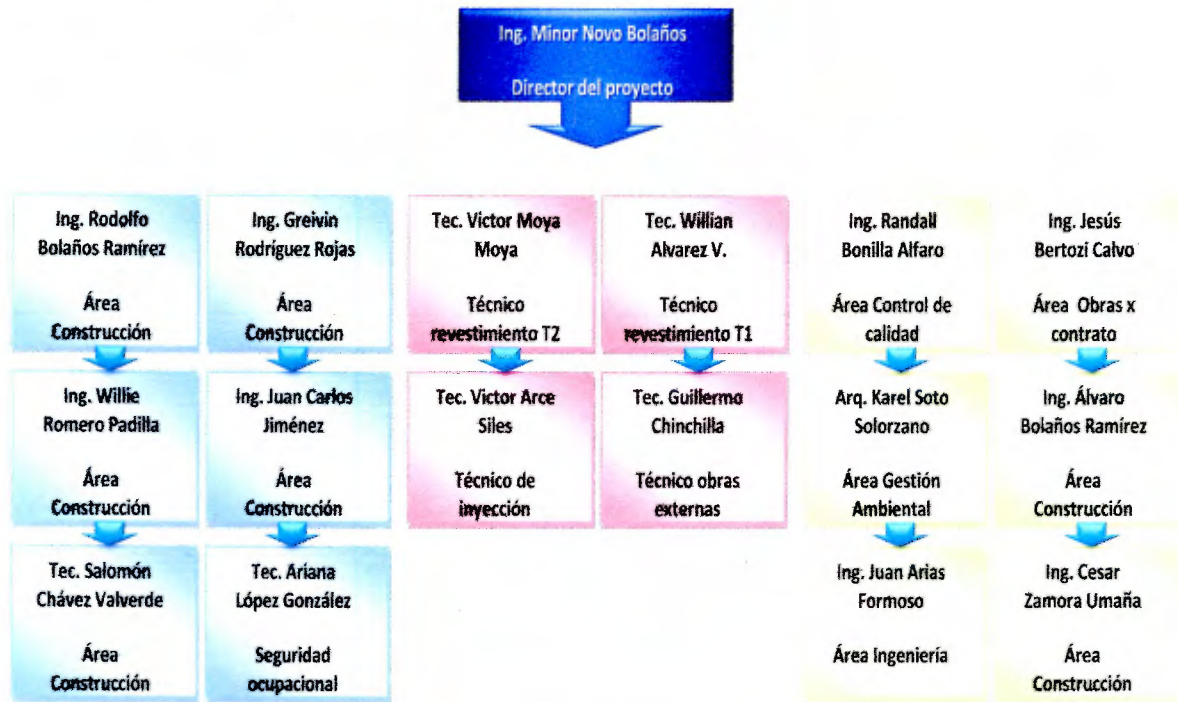 Ing. Minor Novo Bolaños
Director del proyecto
Ing. Rodolfo
Bolaños Ramírez
Área
Construcción
Ing. Greivin
Rodríguez Rojas
Área
Construcción
Tec. Victor Moya
Moya
Técnico
revestimiento T2
Tec. Willian
Alvarez V.
Técnico
revestimiento T1
Ing. Randall
Bonilla Alfaro
Área Control de
calidad
Ing. Jesús
Bertozi Calvo
Área Obras x
contrato
Ing. Willie
Romero Padilla
Área
Construcción
Ing. Juan Carlos
Jiménez
Área
Construcción
Tec. Victor Arce
Siles
Técnico de
inyección
Tec. Guillermo
Chinchilla
Técnico obras
externas
Arq. Karel Soto
Solorzano
Área Gestión
Ambiental
Ing. Álvaro
Bolaños Ramírez
Área
Construcción
Tec. Salomón
Chávez Valverde
Área
Construcción
Tec. Ariana
López González
Seguridad
ocupacional
Ing. Juan Arias
Formoso
Área Ingeniería
Ing. Cesar
Zamora Umaña
Área
Construcción